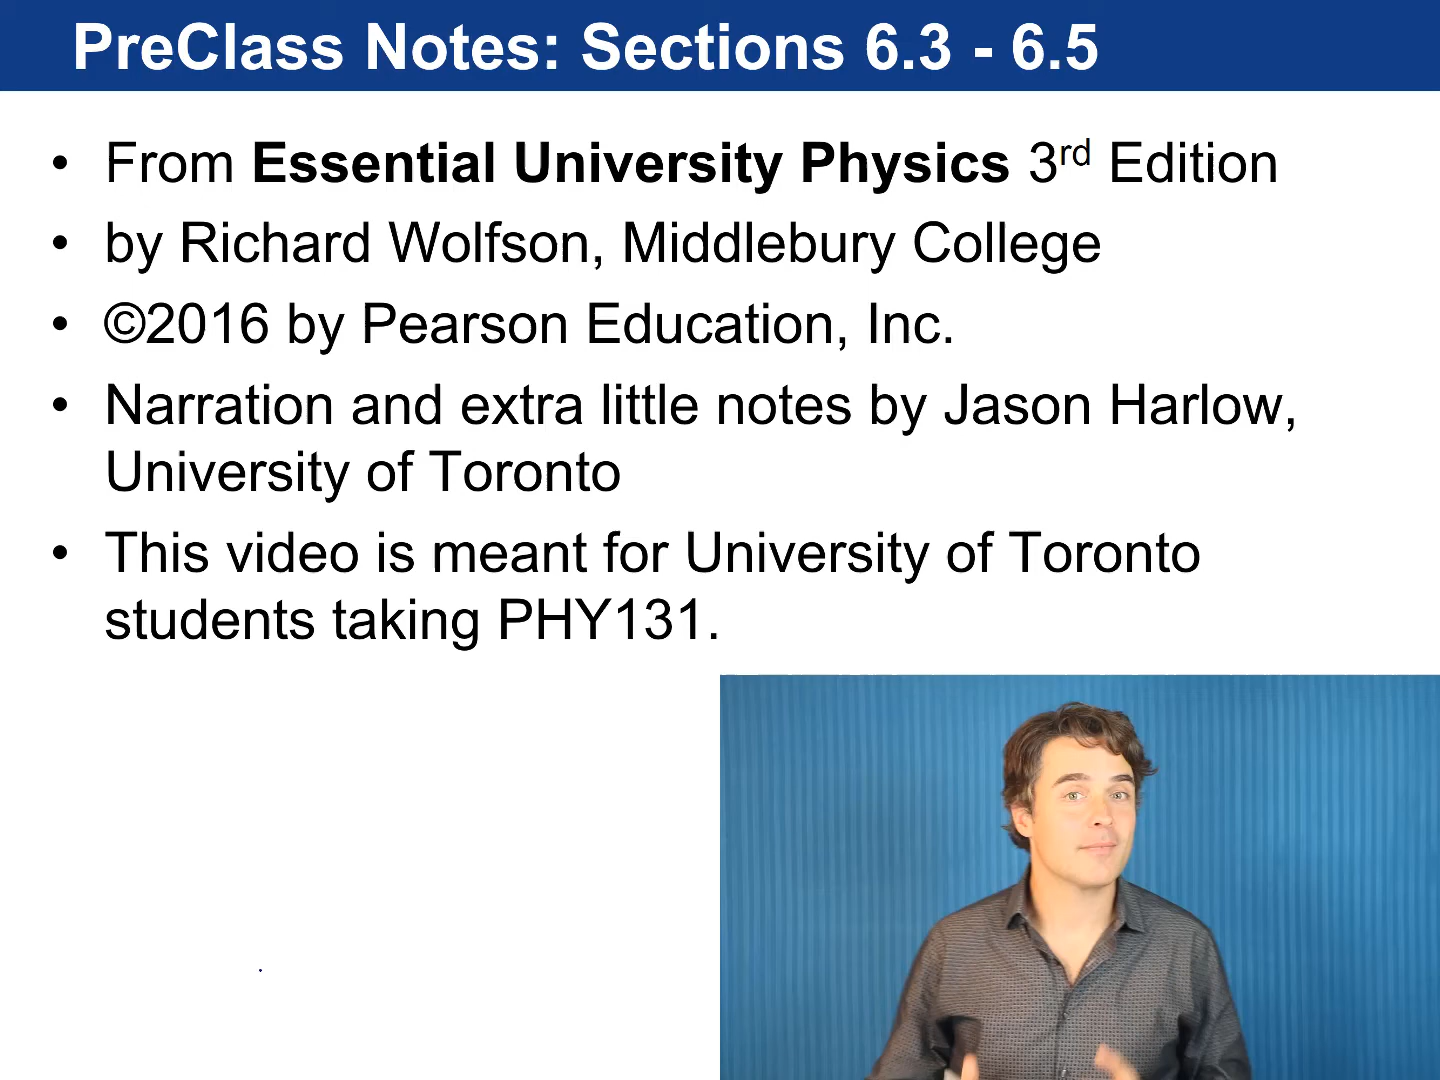 PreClass Notes: Sections 6.3 - 6.5
• From Essential University Physics 3rd Edition
• by Richard Wolfson, Middlebury College
• ©2016 by Pearson Education, Inc.
• Narration and extra little notes by Jason Harlow,
University of Toronto
• This video is meant for University of Toronto
students taking PHY131.